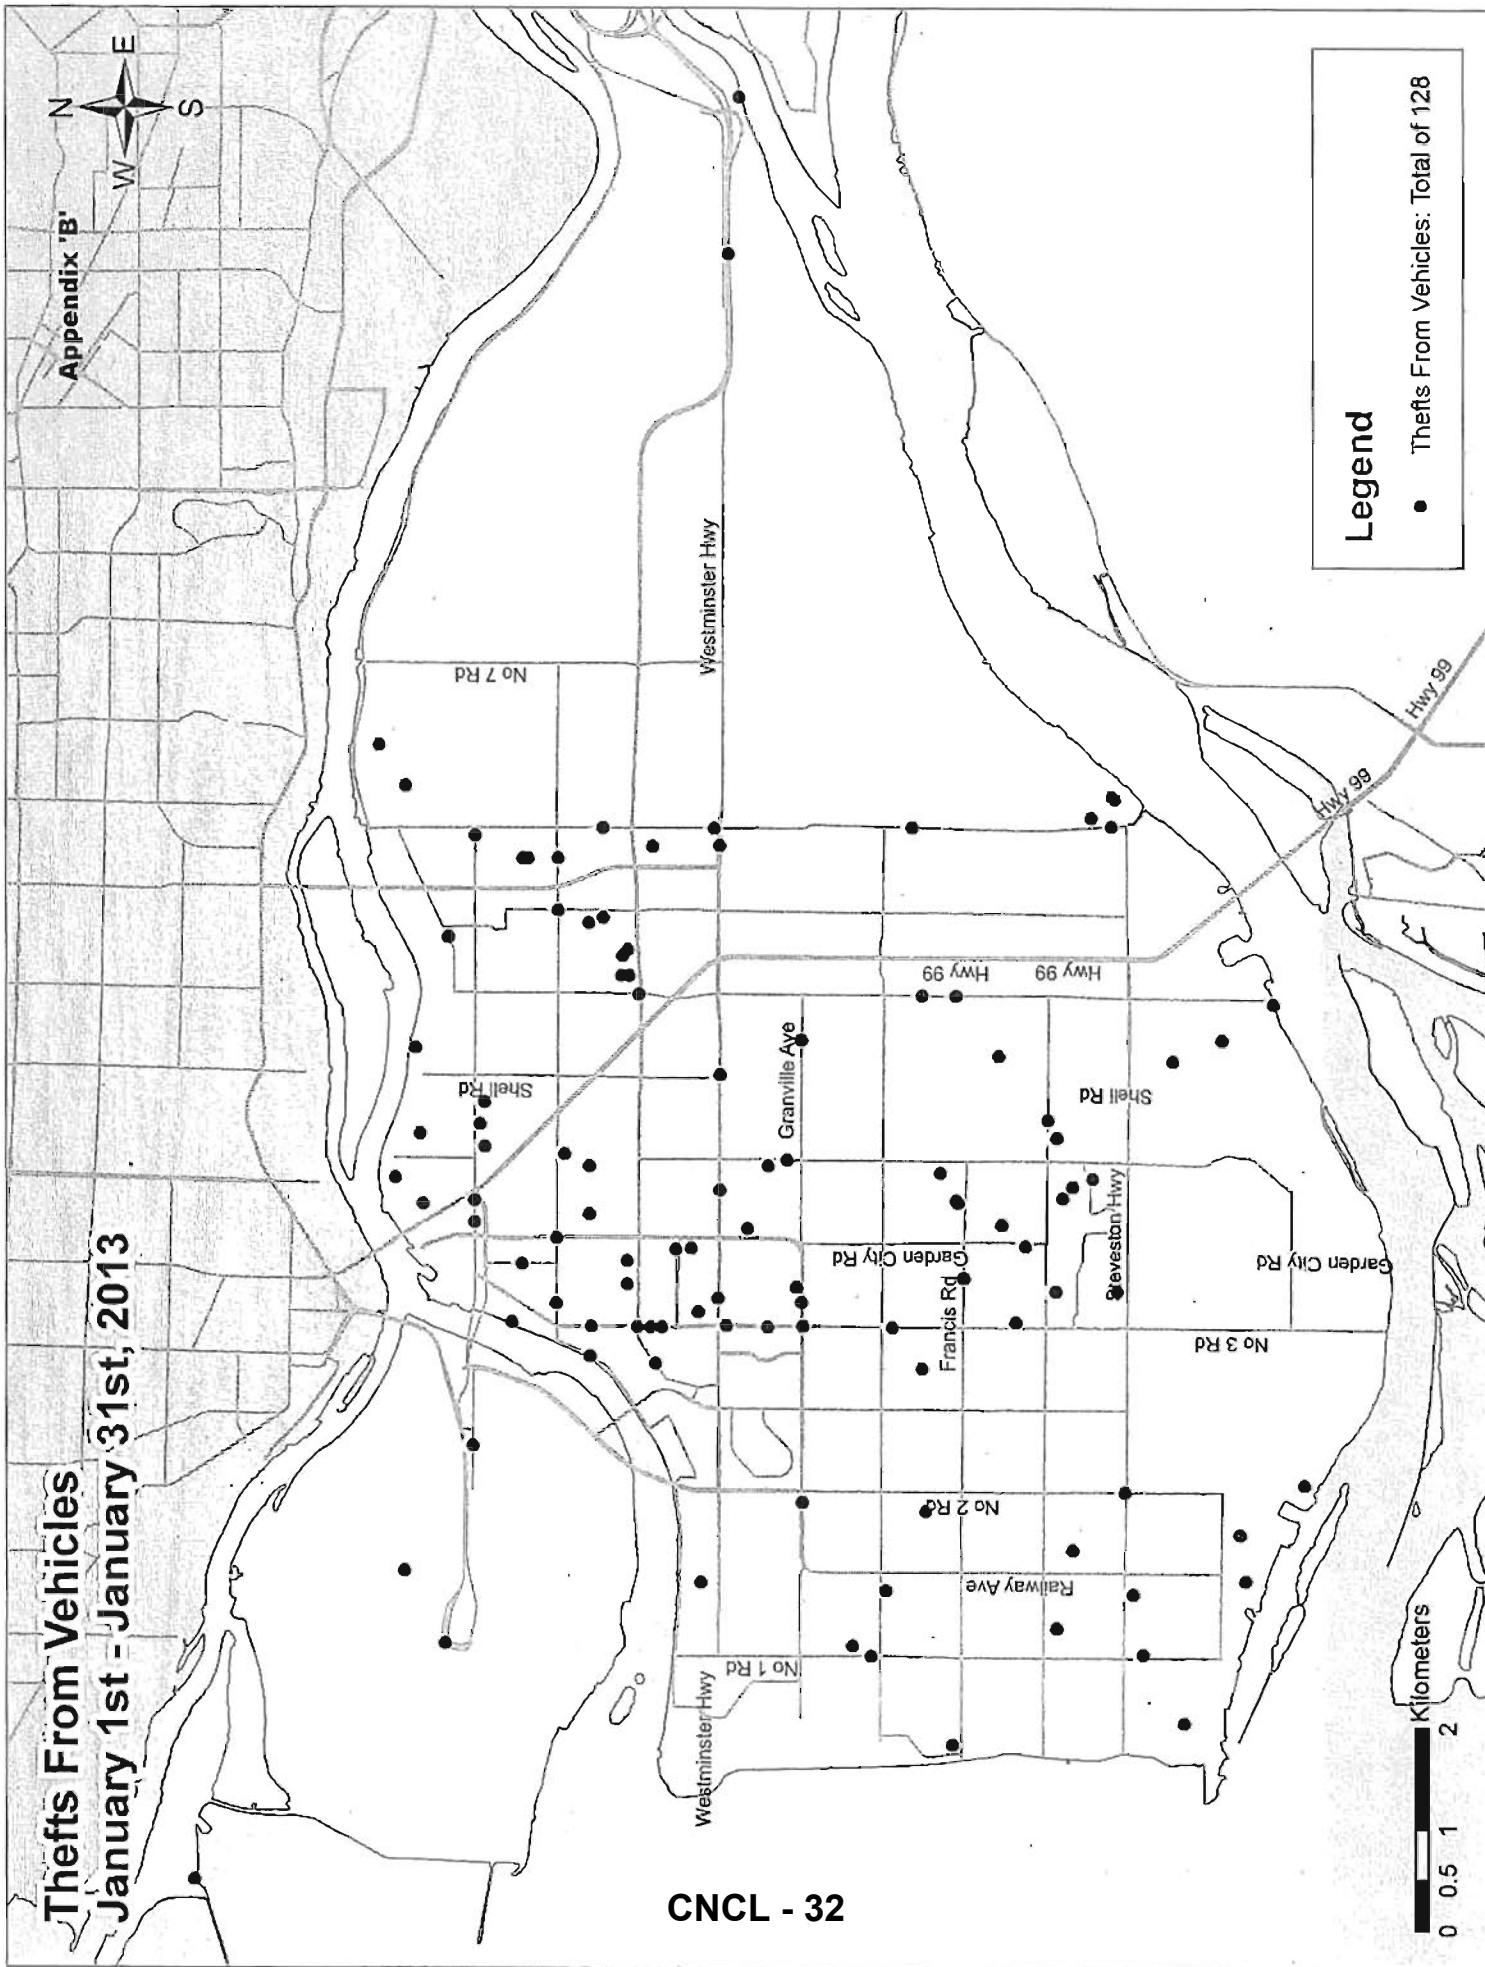 Thefts From Vehicles
January 1st - January 31st, 2013
Appendix 'B'
N
W E
S
No 7 Rd
Westminster Hwy
Hwy 99
Hwy 99
Hwy 99
Hwy 99
Shell Rd
Shell Rd
Granville Ave
Garden City Rd
Garden City Rd
Garden City Rd
Francis Rd
Steveston Hwy
No 3 Rd
No 2 Rd
Railway Ave
No 1 Rd
Westminster Hwy
Legend
Thefts From Vehicles: Total of 128
Kilometers
0 0.5 1 2
CNCL - 32